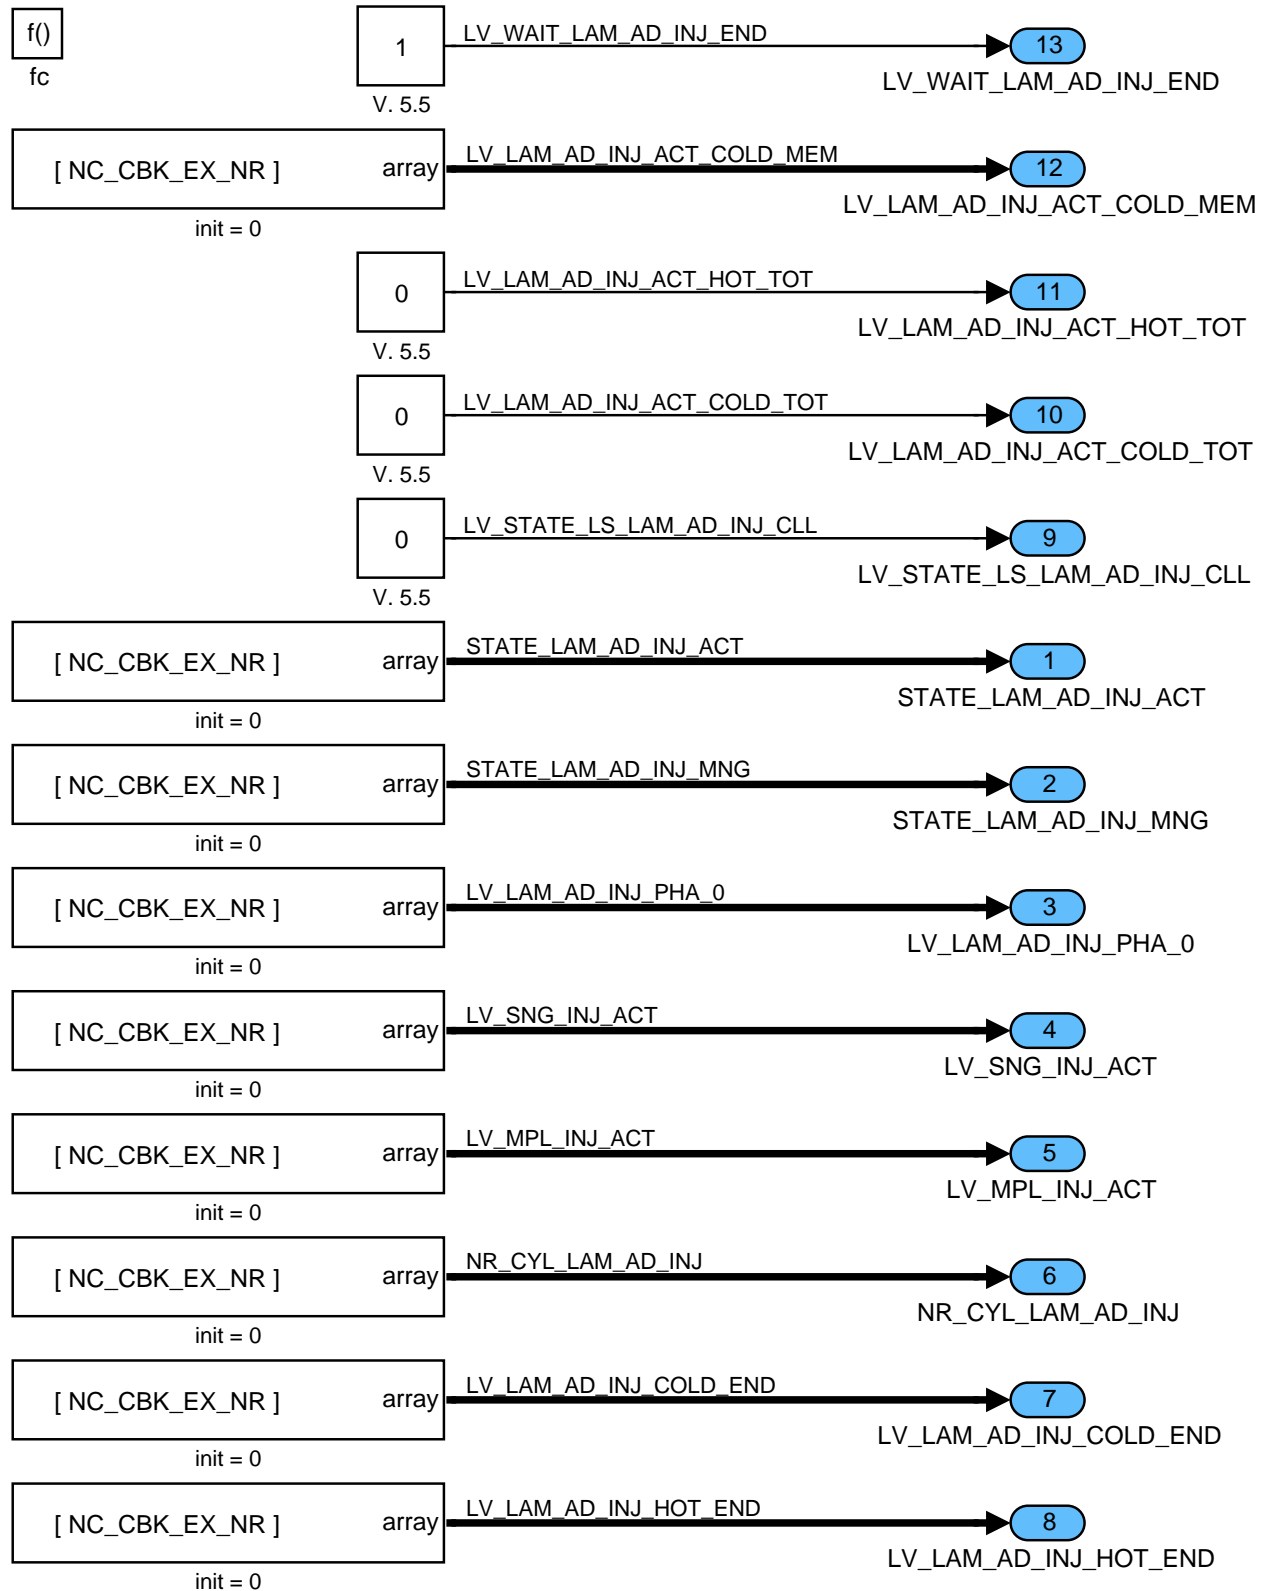 f()
fc
1
V. 5.5
LV_WAIT_LAM_AD_INJ_END
13
LV_WAIT_LAM_AD_INJ_END
[ NC_CBK_EX_NR ]
array
init = 0
LV_LAM_AD_INJ_ACT_COLD_MEM
12
LV_LAM_AD_INJ_ACT_COLD_MEM
0
V. 5.5
LV_LAM_AD_INJ_ACT_HOT_TOT
11
LV_LAM_AD_INJ_ACT_HOT_TOT
0
V. 5.5
LV_LAM_AD_INJ_ACT_COLD_TOT
10
LV_LAM_AD_INJ_ACT_COLD_TOT
0
V. 5.5
LV_STATE_LS_LAM_AD_INJ_CLL
9
LV_STATE_LS_LAM_AD_INJ_CLL
[ NC_CBK_EX_NR ]
array
init = 0
STATE_LAM_AD_INJ_ACT
1
STATE_LAM_AD_INJ_ACT
[ NC_CBK_EX_NR ]
array
init = 0
STATE_LAM_AD_INJ_MNG
2
STATE_LAM_AD_INJ_MNG
[ NC_CBK_EX_NR ]
array
init = 0
LV_LAM_AD_INJ_PHA_0
3
LV_LAM_AD_INJ_PHA_0
[ NC_CBK_EX_NR ]
array
init = 0
LV_SNG_INJ_ACT
4
LV_SNG_INJ_ACT
[ NC_CBK_EX_NR ]
array
init = 0
LV_MPL_INJ_ACT
5
LV_MPL_INJ_ACT
[ NC_CBK_EX_NR ]
array
init = 0
NR_CYL_LAM_AD_INJ
6
NR_CYL_LAM_AD_INJ
[ NC_CBK_EX_NR ]
array
init = 0
LV_LAM_AD_INJ_COLD_END
7
LV_LAM_AD_INJ_COLD_END
[ NC_CBK_EX_NR ]
array
init = 0
LV_LAM_AD_INJ_HOT_END
8
LV_LAM_AD_INJ_HOT_END